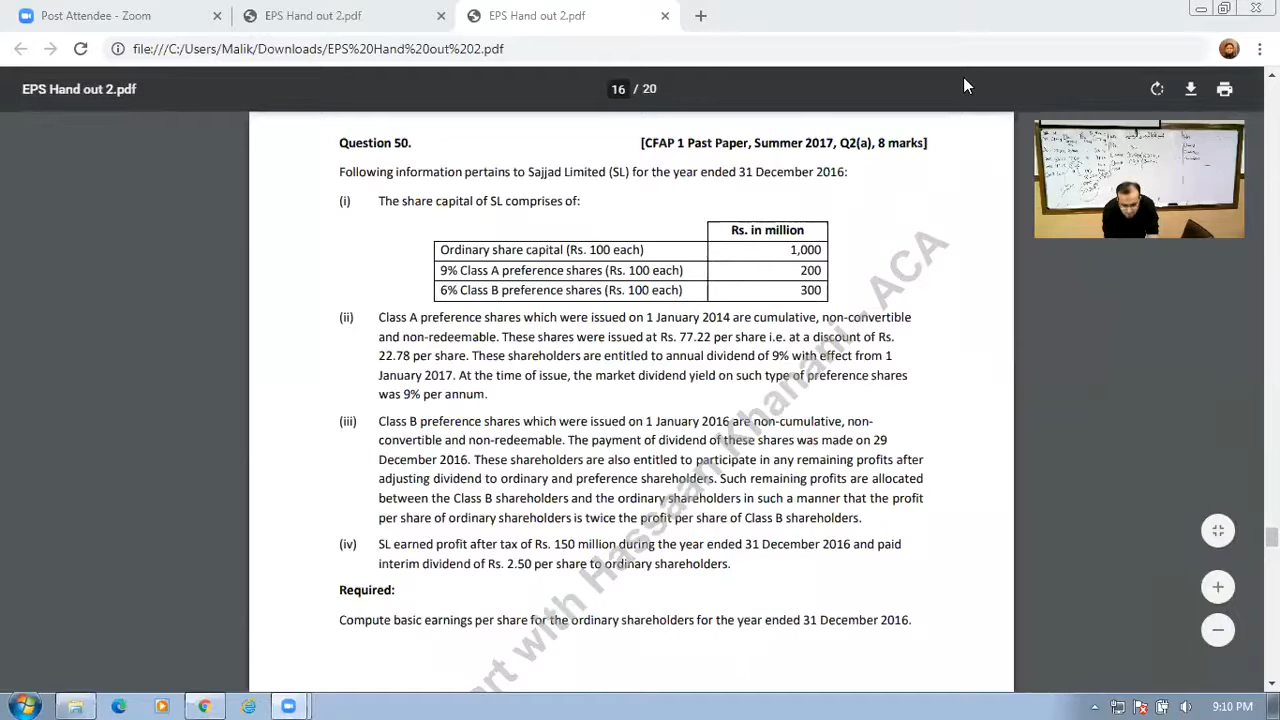 Post Attendee - Zoom
EPS Hand out 2.pdf
EPS Hand out 2.pdf
file:///C:/Users/Malik/Downloads/EPS%20Hand%20out%202.pdf
EPS Hand out 2.pdf
16 / 20
Question 50. [CFAP 1 Past Paper, Summer 2017, Q2(a), 8 marks]
Following information pertains to Sajjad Limited (SL) for the year ended 31 December 2016:
(i) The share capital of SL comprises of:
Rs. in million
Ordinary share capital (Rs. 100 each) 1,000
9% Class A preference shares (Rs. 100 each) 200
6% Class B preference shares (Rs. 100 each) 300
(ii) Class A preference shares which were issued on 1 January 2014 are cumulative, non-convertible
and non-redeemable. These shares were issued at Rs. 77.22 per share i.e. at a discount of Rs.
22.78 per share. These shareholders are entitled to annual dividend of 9% with effect from 1
January 2017. At the time of issue, the market dividend yield on such type of preference shares
was 9% per annum.
(iii) Class B preference shares which were issued on 1 January 2016 are non-cumulative, non-
convertible and non-redeemable. The payment of dividend of these shares was made on 29
December 2016. These shareholders are also entitled to participate in any remaining profits after
adjusting dividend to ordinary and preference shareholders. Such remaining profits are allocated
between the Class B shareholders and the ordinary shareholders in such a manner that the profit
per share of ordinary shareholders is twice the profit per share of Class B shareholders.
(iv) SL earned profit after tax of Rs. 150 million during the year ended 31 December 2016 and paid
interim dividend of Rs. 2.50 per share to ordinary shareholders.
Required:
Compute basic earnings per share for the ordinary shareholders for the year ended 31 December 2016.
art with Hassaan Khanani - ACA
9:10 PM